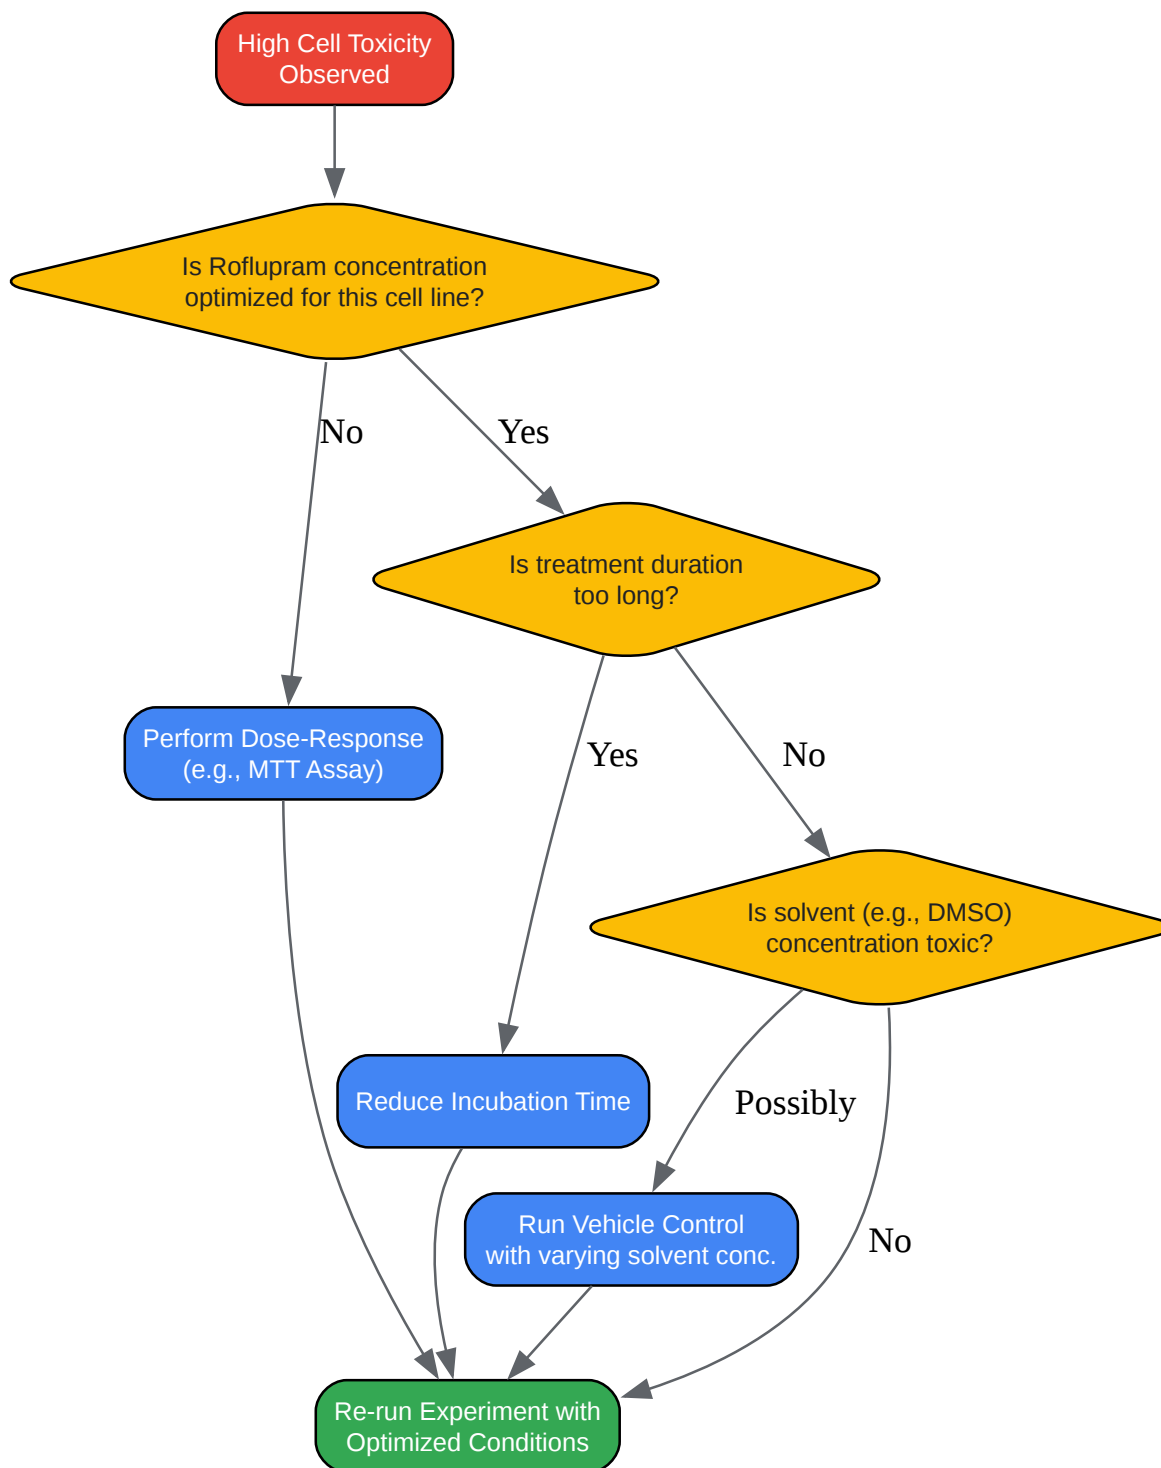 High Cell Toxicity
Observed
Is Roflupram concentration
optimized for this cell line?
No
Yes
Is treatment duration
too long?
Perform Dose-Response
(e.g., MTT Assay)
Yes
No
Is solvent (e.g., DMSO)
concentration toxic?
Reduce Incubation Time
Possibly
Run Vehicle Control
with varying solvent conc.
No
Re-run Experiment with
Optimized Conditions